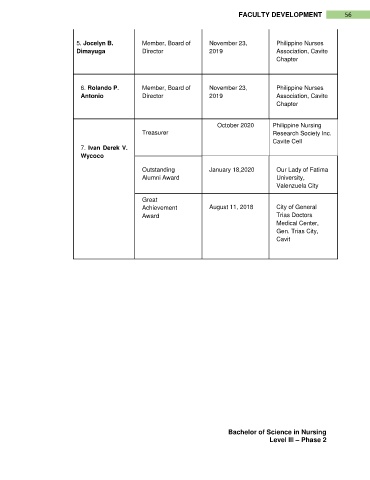 FACULTY DEVELOPMENT 56
5. Jocelyn B. Dimayuga
Member, Board of Director
November 23, 2019
Philippine Nurses Association, Cavite Chapter
6. Rolando P. Antonio
Member, Board of Director
November 23, 2019
Philippine Nurses Association, Cavite Chapter
7. Ivan Derek V. Wycoco
Treasurer
October 2020
Philippine Nursing Research Society Inc. Cavite Cell
Outstanding Alumni Award
January 18,2020
Our Lady of Fatima University, Valenzuela City
Great Achievement Award
August 11, 2018
City of General Trias Doctors Medical Center, Gen. Trias City, Cavit
Bachelor of Science in Nursing
Level III – Phase 2